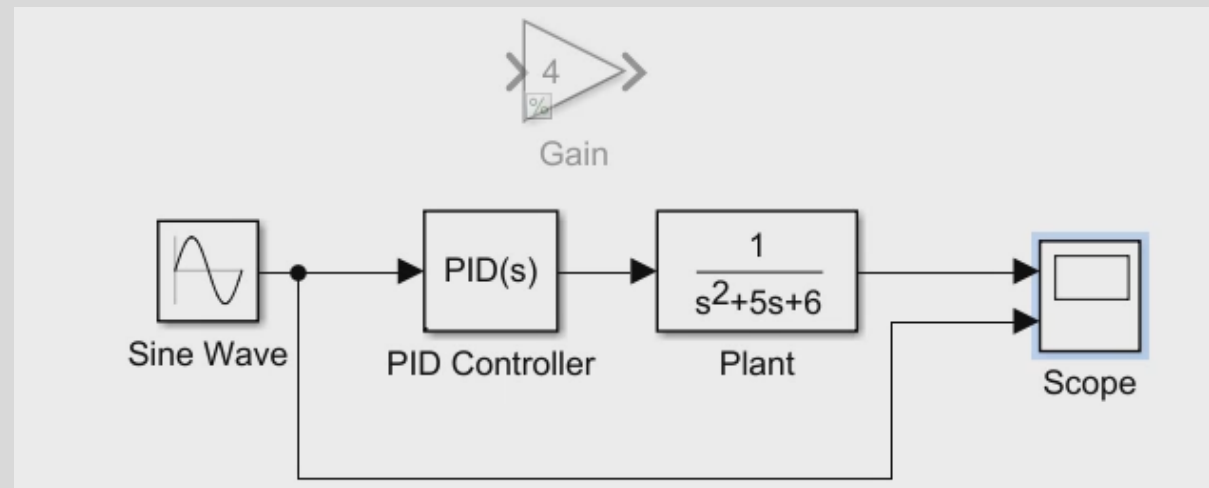 4
%
Gain
PID(s)
1
s2+5s+6
Sine Wave
PID Controller
Plant
Scope